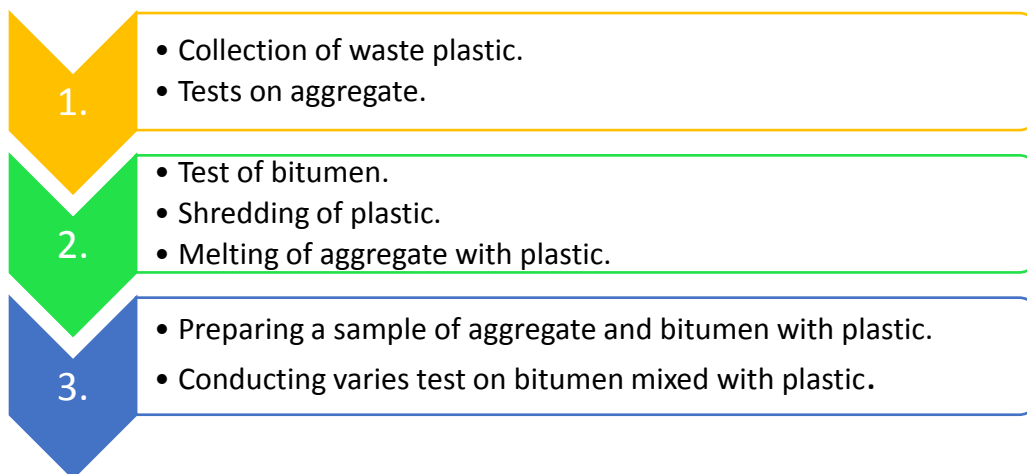 1.
• Collection of waste plastic.
• Tests on aggregate.
2.
• Test of bitumen.
• Shredding of plastic.
• Melting of aggregate with plastic.
3.
• Preparing a sample of aggregate and bitumen with plastic.
• Conducting varies test on bitumen mixed with plastic.